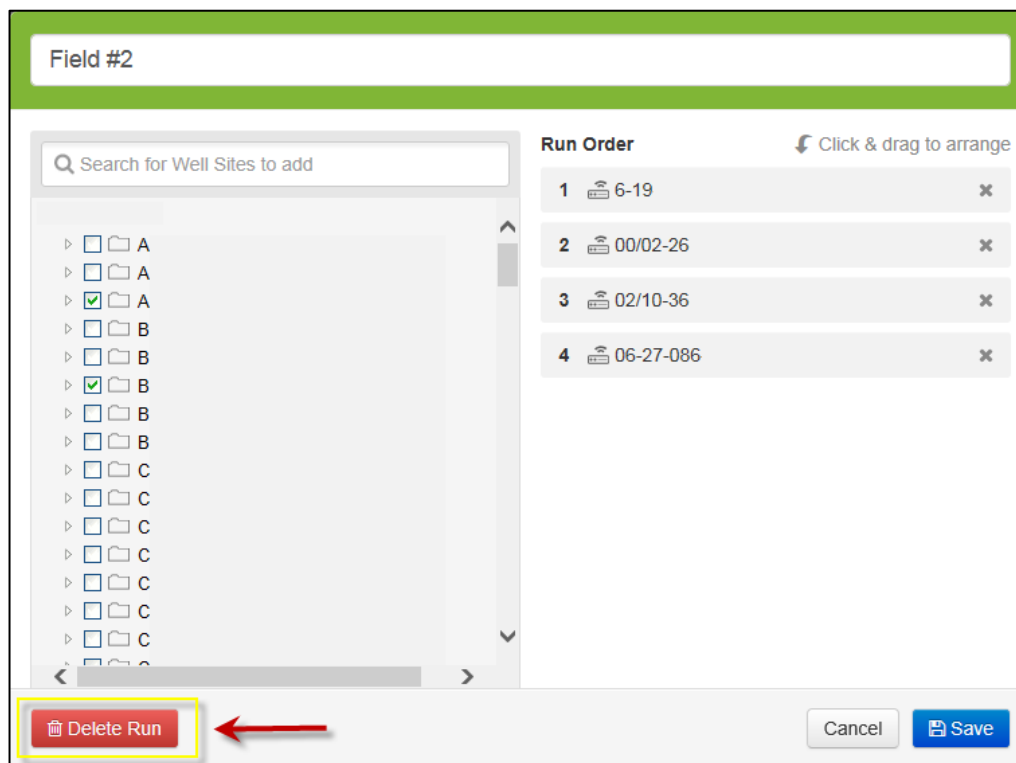 Field #2
Search for Well Sites to add
A
A
A
B
B
B
B
B
C
C
C
C
C
C
C
Run Order
Click & drag to arrange
1 6-19
2 00/02-26
3 02/10-36
4 06-27-086
Delete Run
Cancel
Save